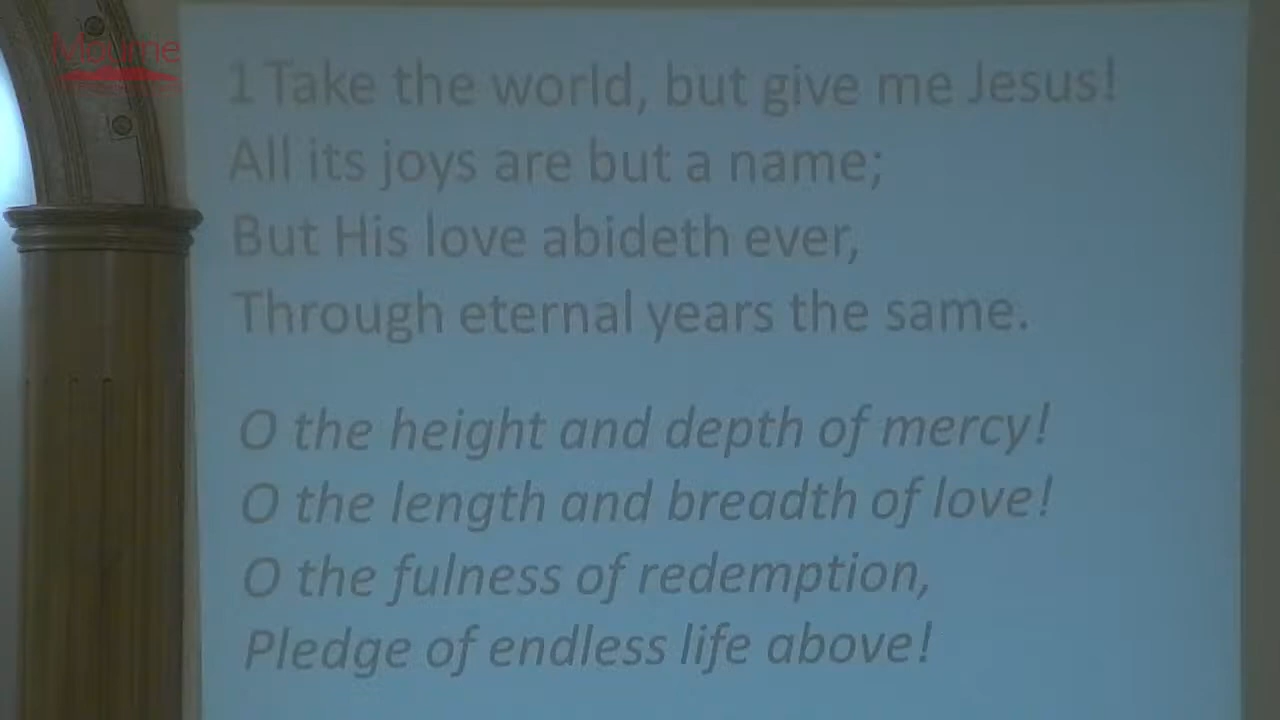 Mourne
1 Take the world, but give me Jesus!
All its joys are but a name;
But His love abideth ever,
Through eternal years the same.
O the height and depth of mercy!
O the length and breadth of love!
O the fulness of redemption,
Pledge of endless life above!